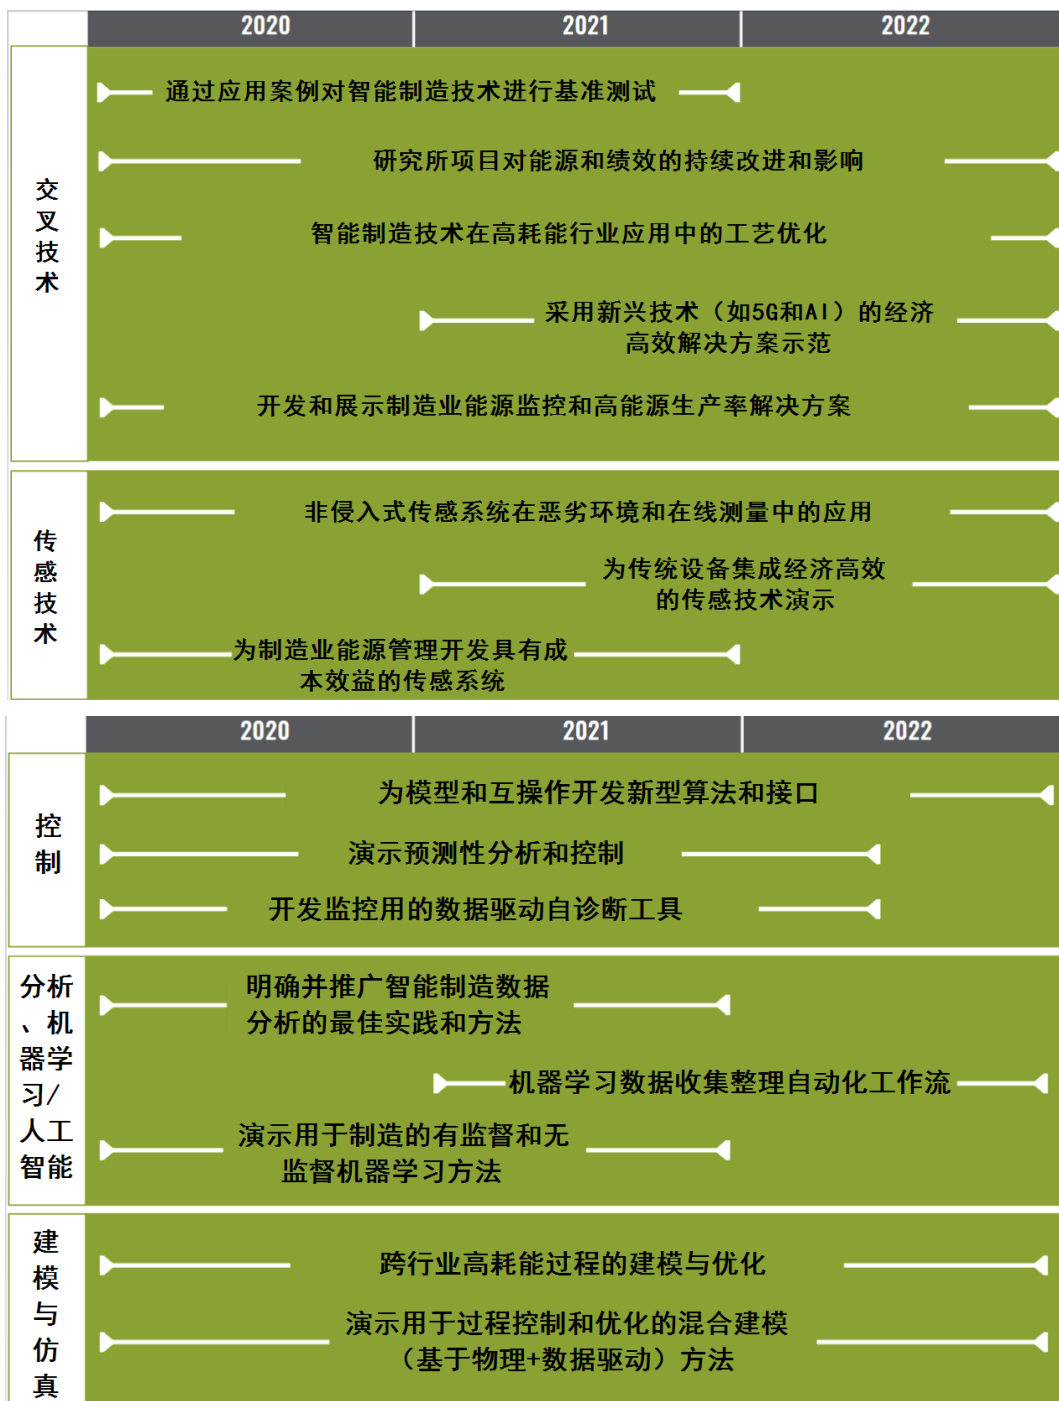 2020 2021 2022
交叉技术
通过应用案例对智能制造技术进行基准测试
研究所项目对能源和绩效的持续改进和影响
智能制造技术在高耗能行业应用中的工艺优化
采用新兴技术（如5G和AI）的经济
高效解决方案示范
开发和展示制造业能源监控和高能源生产率解决方案
传感技术
非侵入式传感系统在恶劣环境和在线测量中的应用
为传统设备集成经济高效
的传感技术演示
为制造业能源管理开发具有成
本效益的传感系统
2020 2021 2022
控制
为模型和互操作开发新型算法和接口
演示预测性分析和控制
开发监控用的数据驱动自诊断工具
分析
、机
器学
习/
人工
智能
明确并推广智能制造数据
分析的最佳实践和方法
机器学习数据收集整理自动化工作流
演示用于制造的有监督和无
监督机器学习方法
建模与仿真
跨行业高耗能过程的建模与优化
演示用于过程控制和优化的混合建模
（基于物理+数据驱动）方法